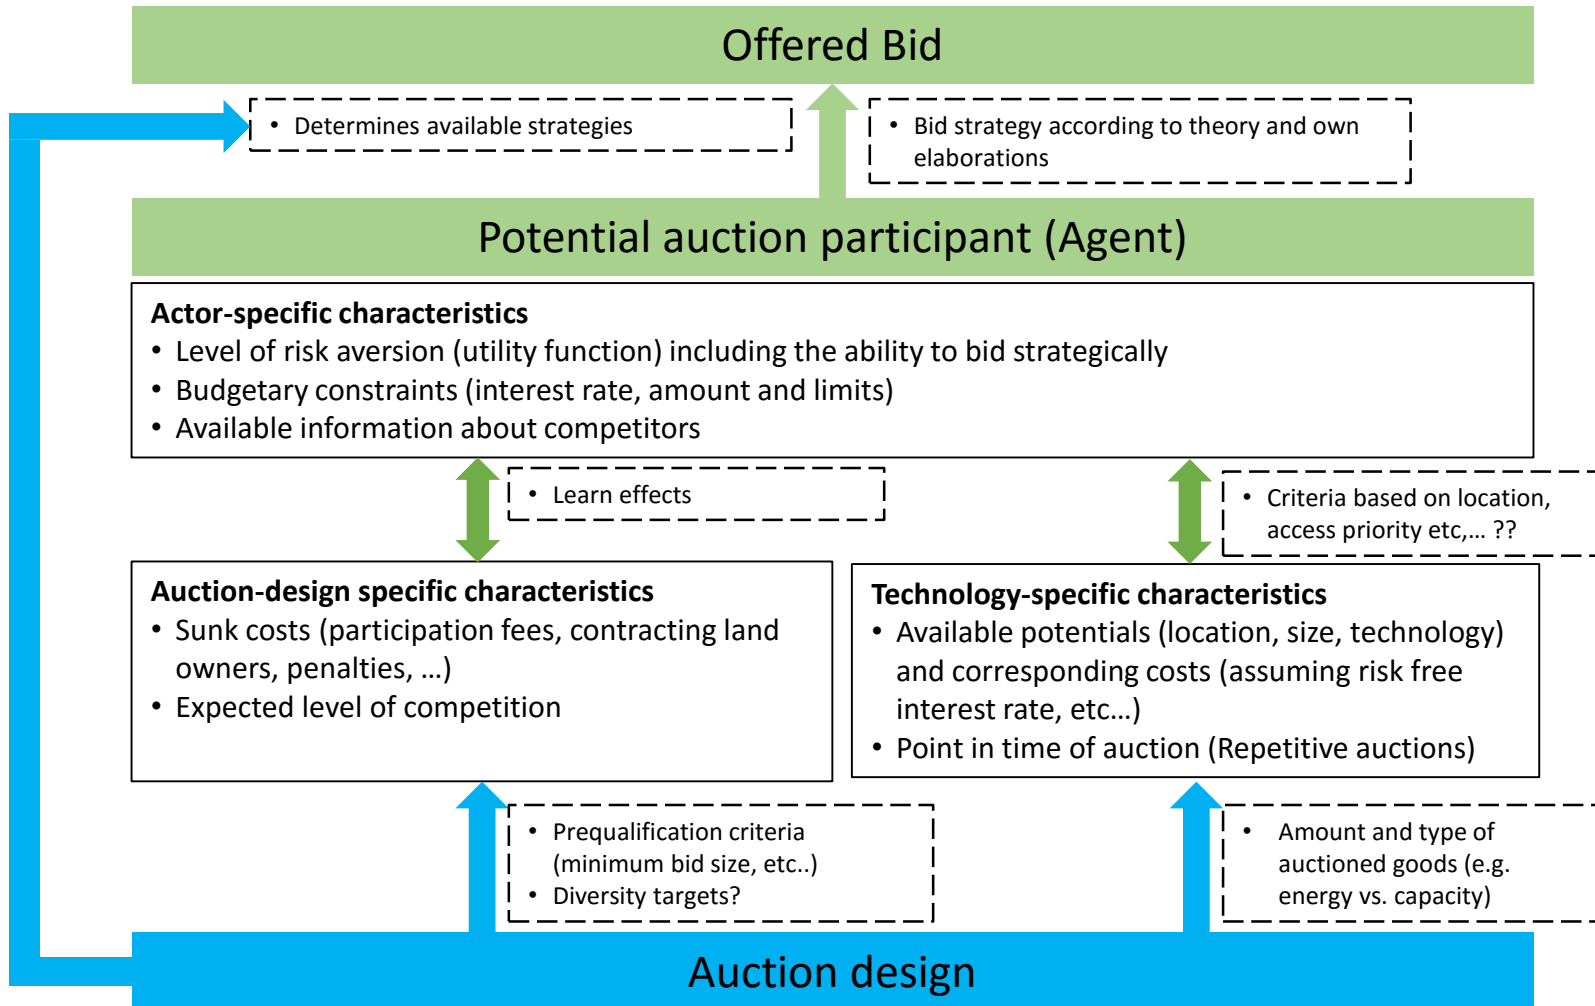 Offered Bid
• Determines available strategies
• Bid strategy according to theory and own
elaborations
Potential auction participant (Agent)
Actor-specific characteristics
• Level of risk aversion (utility function) including the ability to bid strategically
• Budgetary constraints (interest rate, amount and limits)
• Available information about competitors
• Learn effects
• Criteria based on location,
access priority etc,… ??
Auction-design specific characteristics
• Sunk costs (participation fees, contracting land
owners, penalties, …)
• Expected level of competition
Technology-specific characteristics
• Available potentials (location, size, technology)
and corresponding costs (assuming risk free
interest rate, etc…)
• Point in time of auction (Repetitive auctions)
• Prequalification criteria
(minimum bid size, etc..)
• Diversity targets?
• Amount and type of
auctioned goods (e.g.
energy vs. capacity)
Auction design